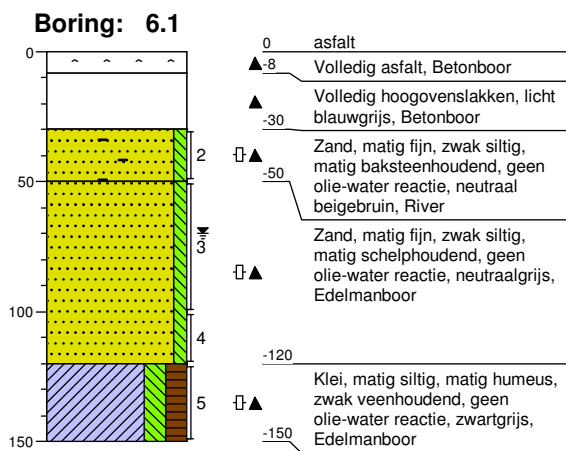 Boring: 6.1
0
50
100
150
2
3
4
5
0 asfalt
-8
Volledig asfalt, Betonboor
Volledig hoogovenslakken, licht
blauwgrijs, Betonboor
-30
Zand, matig fijn, zwak siltig,
matig baksteenhoudend, geen
olie-water reactie, neutraal
beigebruin, River
-50
Zand, matig fijn, zwak siltig,
matig schelphoudend, geen
olie-water reactie, neutraalgrijs,
Edelmanboor
-120
Klei, matig siltig, matig humeus,
zwak veenhoudend, geen
olie-water reactie, zwartgrijs,
Edelmanboor
-150